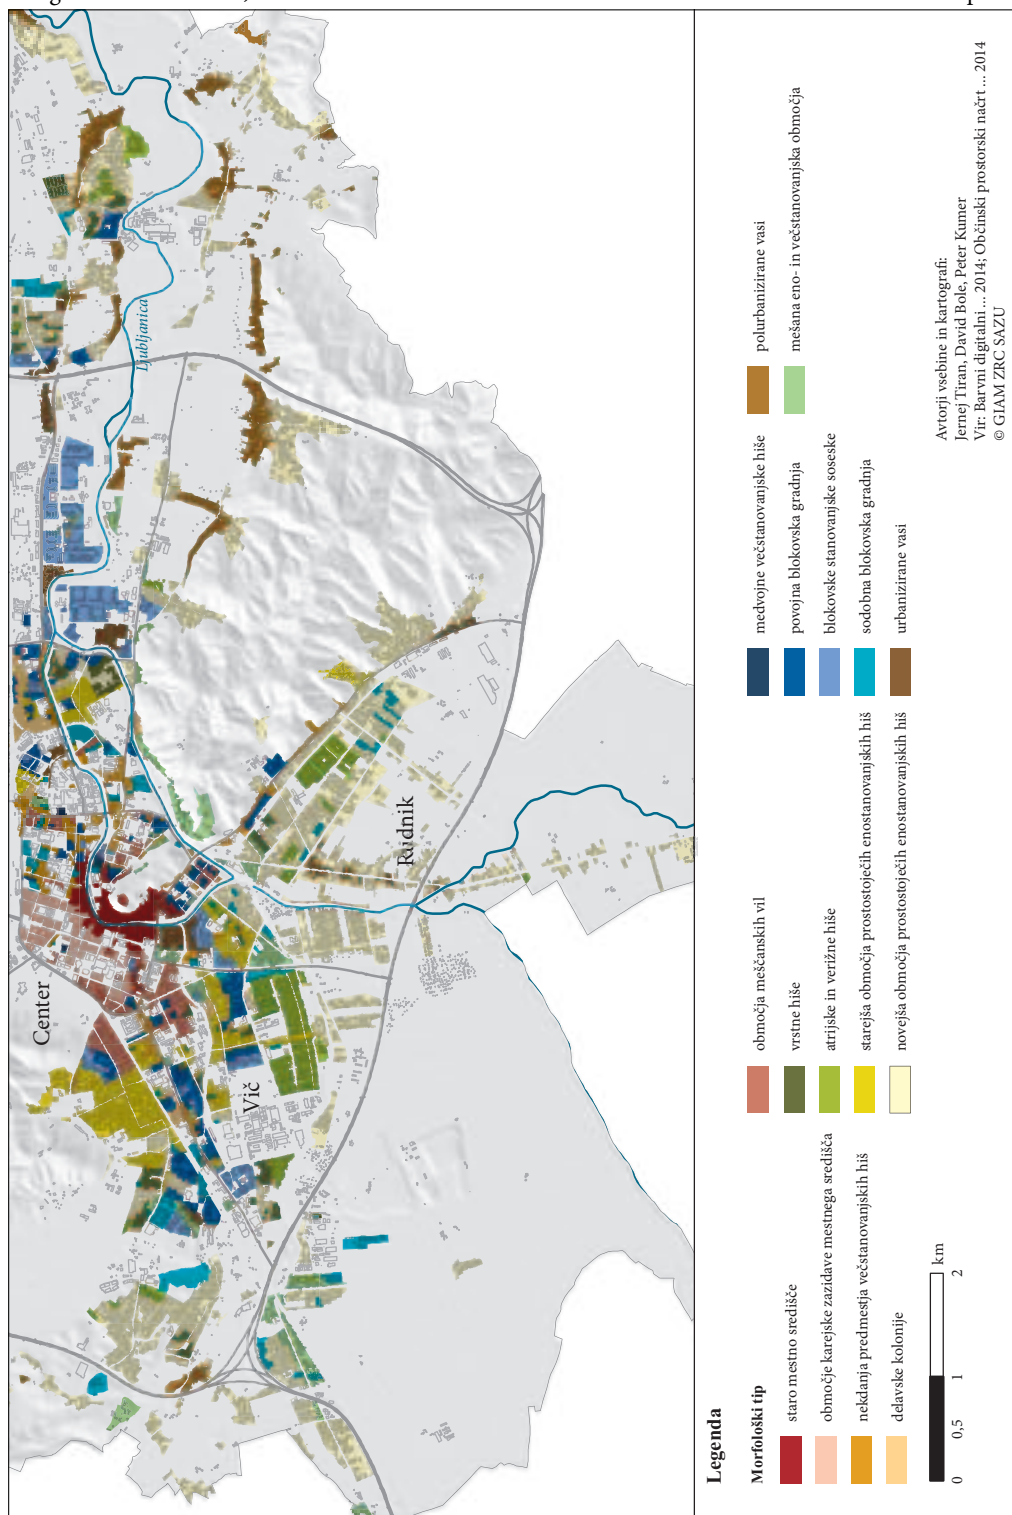 Center
Vič
Rudnik
Ljubljanica
Legenda
Morfološki tip
staro mestno središče
območje karejske zazidave mestnega središča
nekdanja predmestja večstanovanjskih hiš
delavske kolonije
območja meščanskih vil
vrstne hiše
atrijske in verižne hiše
starejša območja prostostoječih enostanovanjskih hiš
novejša območja prostostoječih enostanovanjskih hiš
medvojne večstanovanjske hiše
povojna blokovska gradnja
blokovske stanovanjske soseske
sodobna blokovska gradnja
urbanizirane vasi
polurbanizirane vasi
mešana eno- in večstanovanjska območja
0 0,5 1 2 km
Avtorji vsebine in kartografi:
Jernej Tiran, David Bole, Peter Kumer
Vir: Barvni digitalni ... 2014; Občinski prostorski načrt ... 2014
© GIAM ZRC SAZU